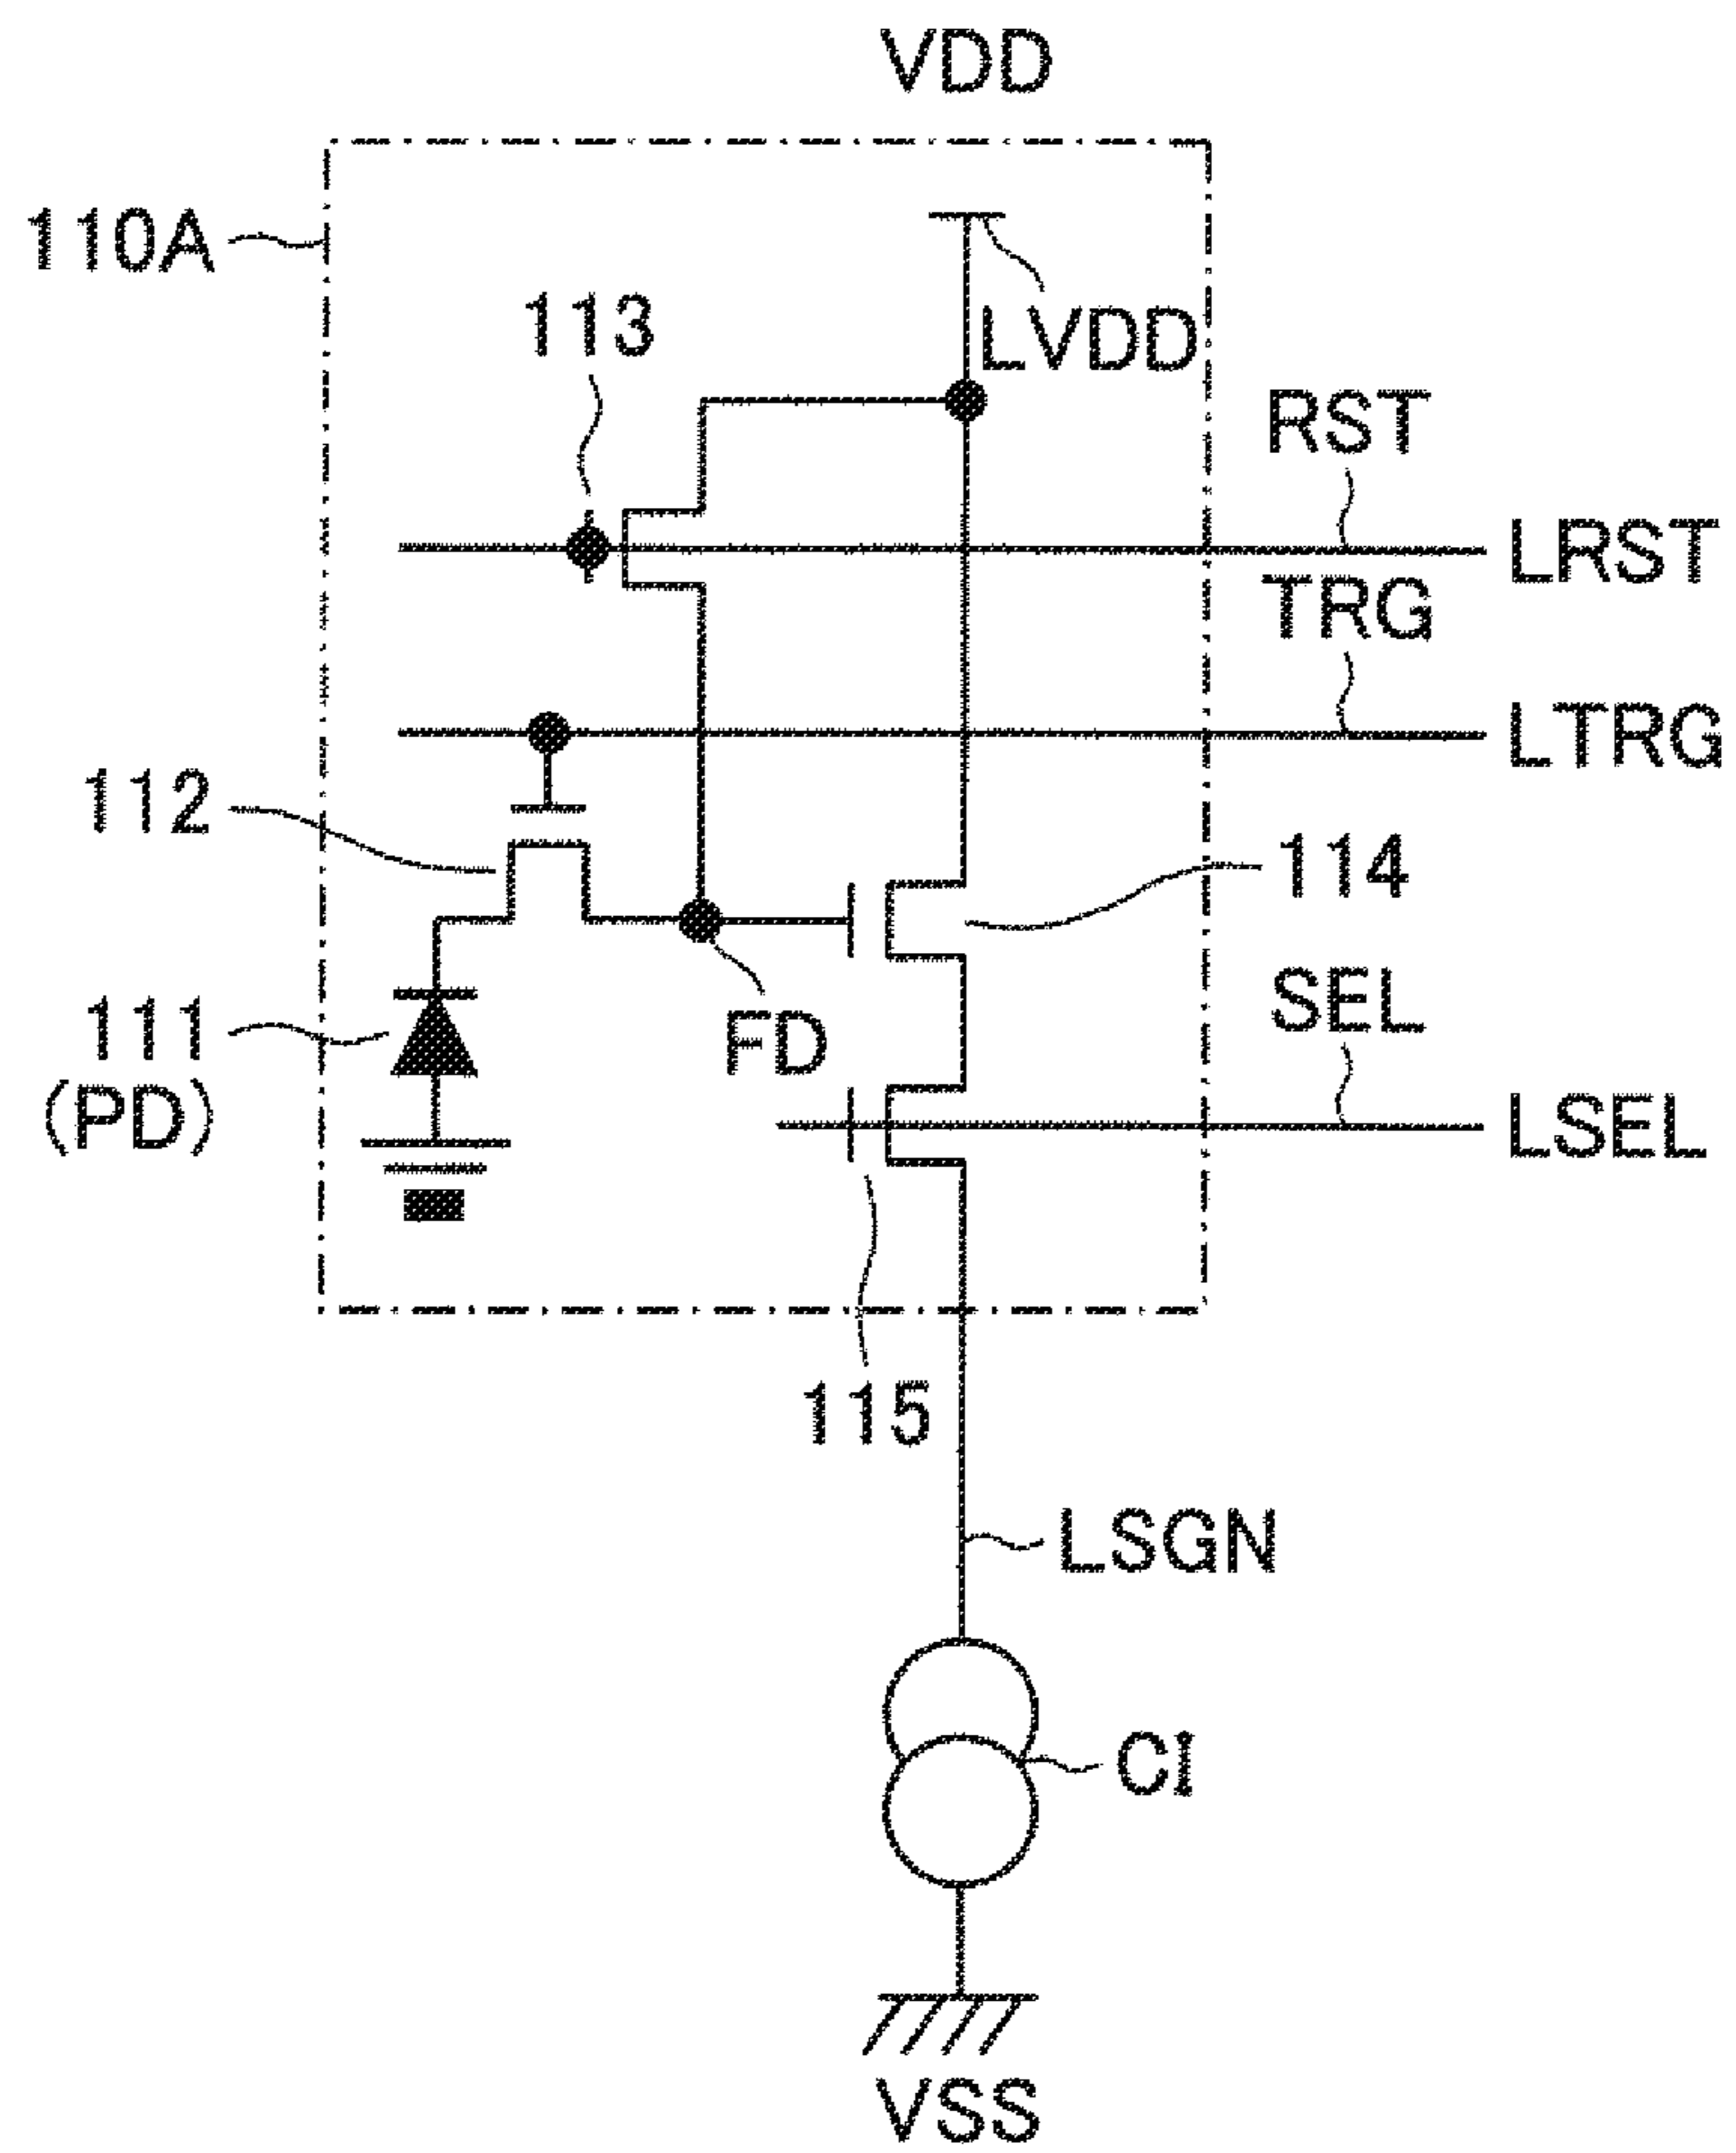 VDD
110A
113
LVDD
RST
LRST
TRG
LTRG
112
114
111
(PD)
FD
SEL
LSEL
115
LSGN
CI
VSS